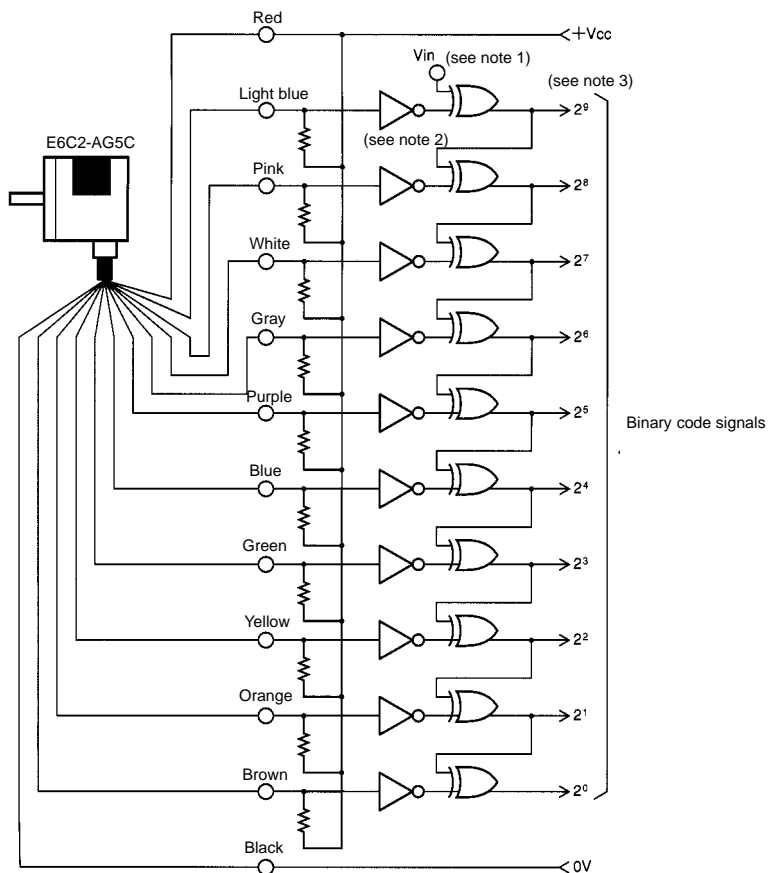 Red
+Vcc
Vin (see note 1)
(see note 3)
Light blue
2⁹
E6C2-AG5C
(see note 2)
Pink
2⁸
White
2⁷
Gray
2⁶
Purple
2⁵
Binary code signals
Blue
2⁴
Green
2³
Yellow
2²
Orange
2¹
Brown
2⁰
Black
0V